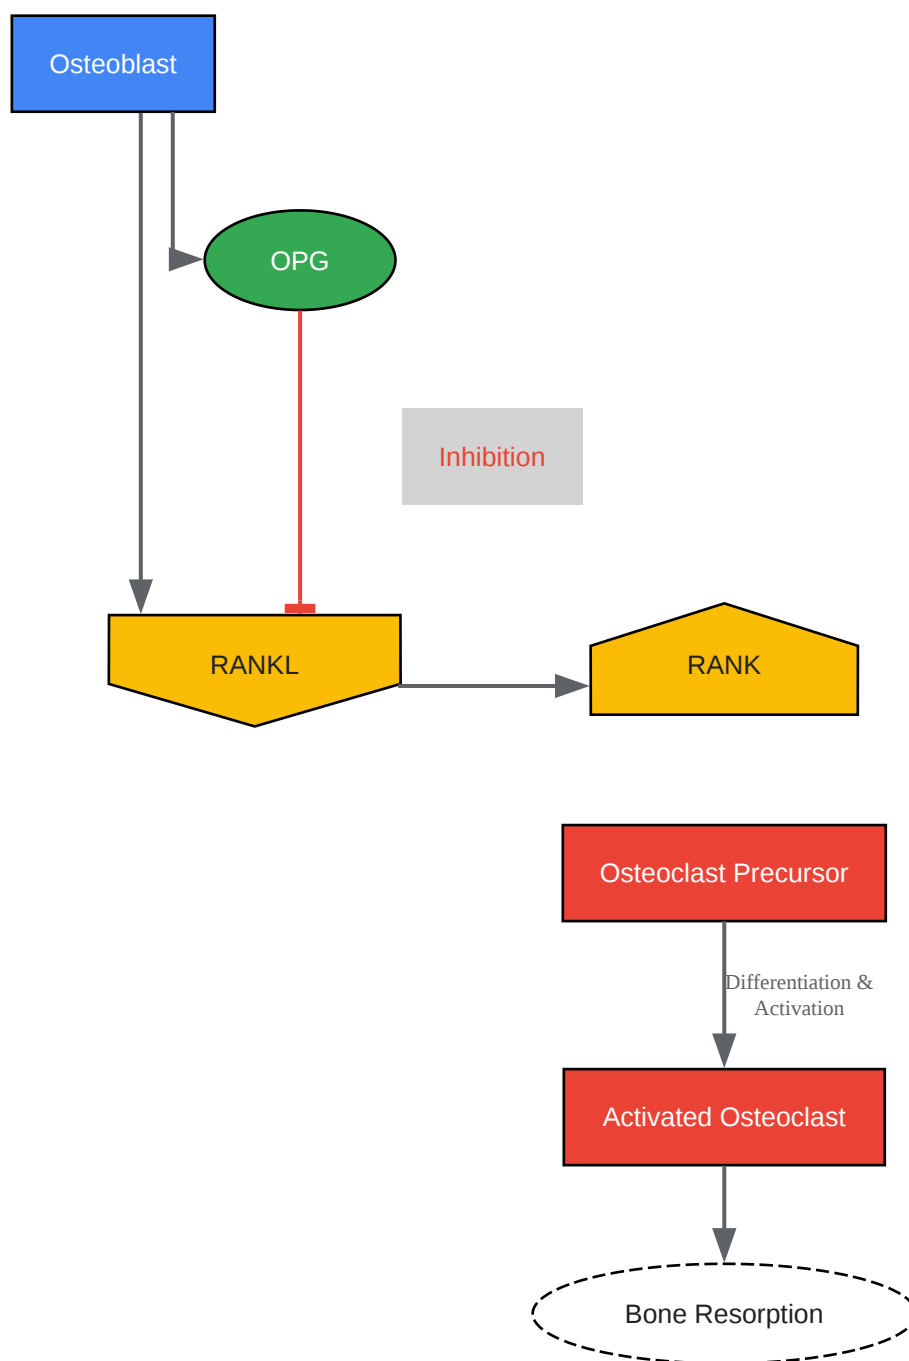 Osteoblast
OPG
Inhibition
RANKL
RANK
Osteoclast Precursor
Differentiation &
Activation
Activated Osteoclast
Bone Resorption